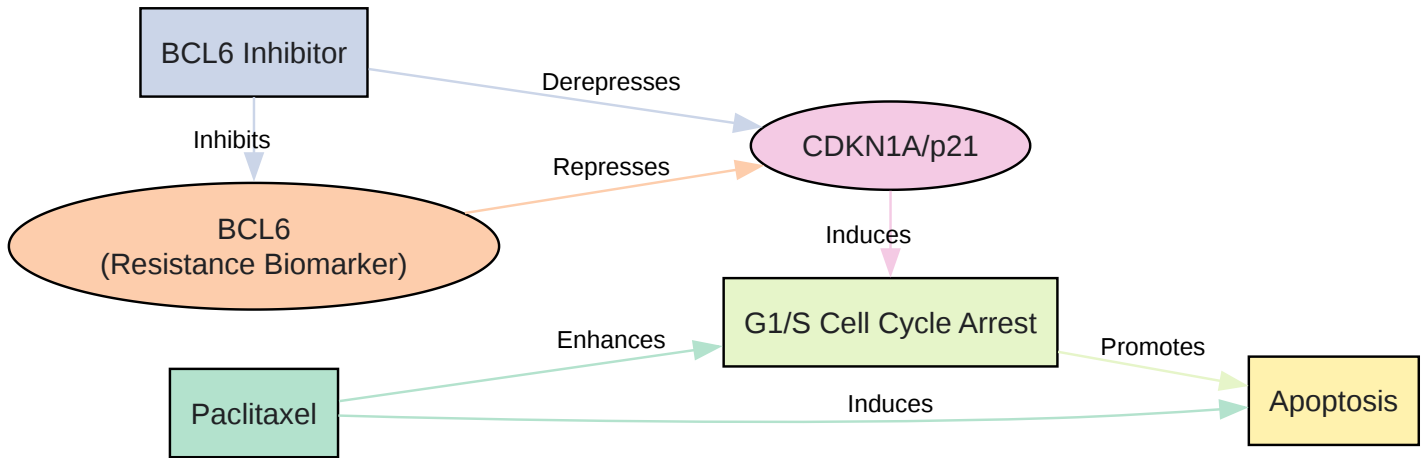 BCL6 Inhibitor
Derepresses
Inhibits
CDKN1A/p21
Represses
BCL6
(Resistance Biomarker)
Induces
G1/S Cell Cycle Arrest
Enhances
Promotes
Paclitaxel
Induces
Apoptosis